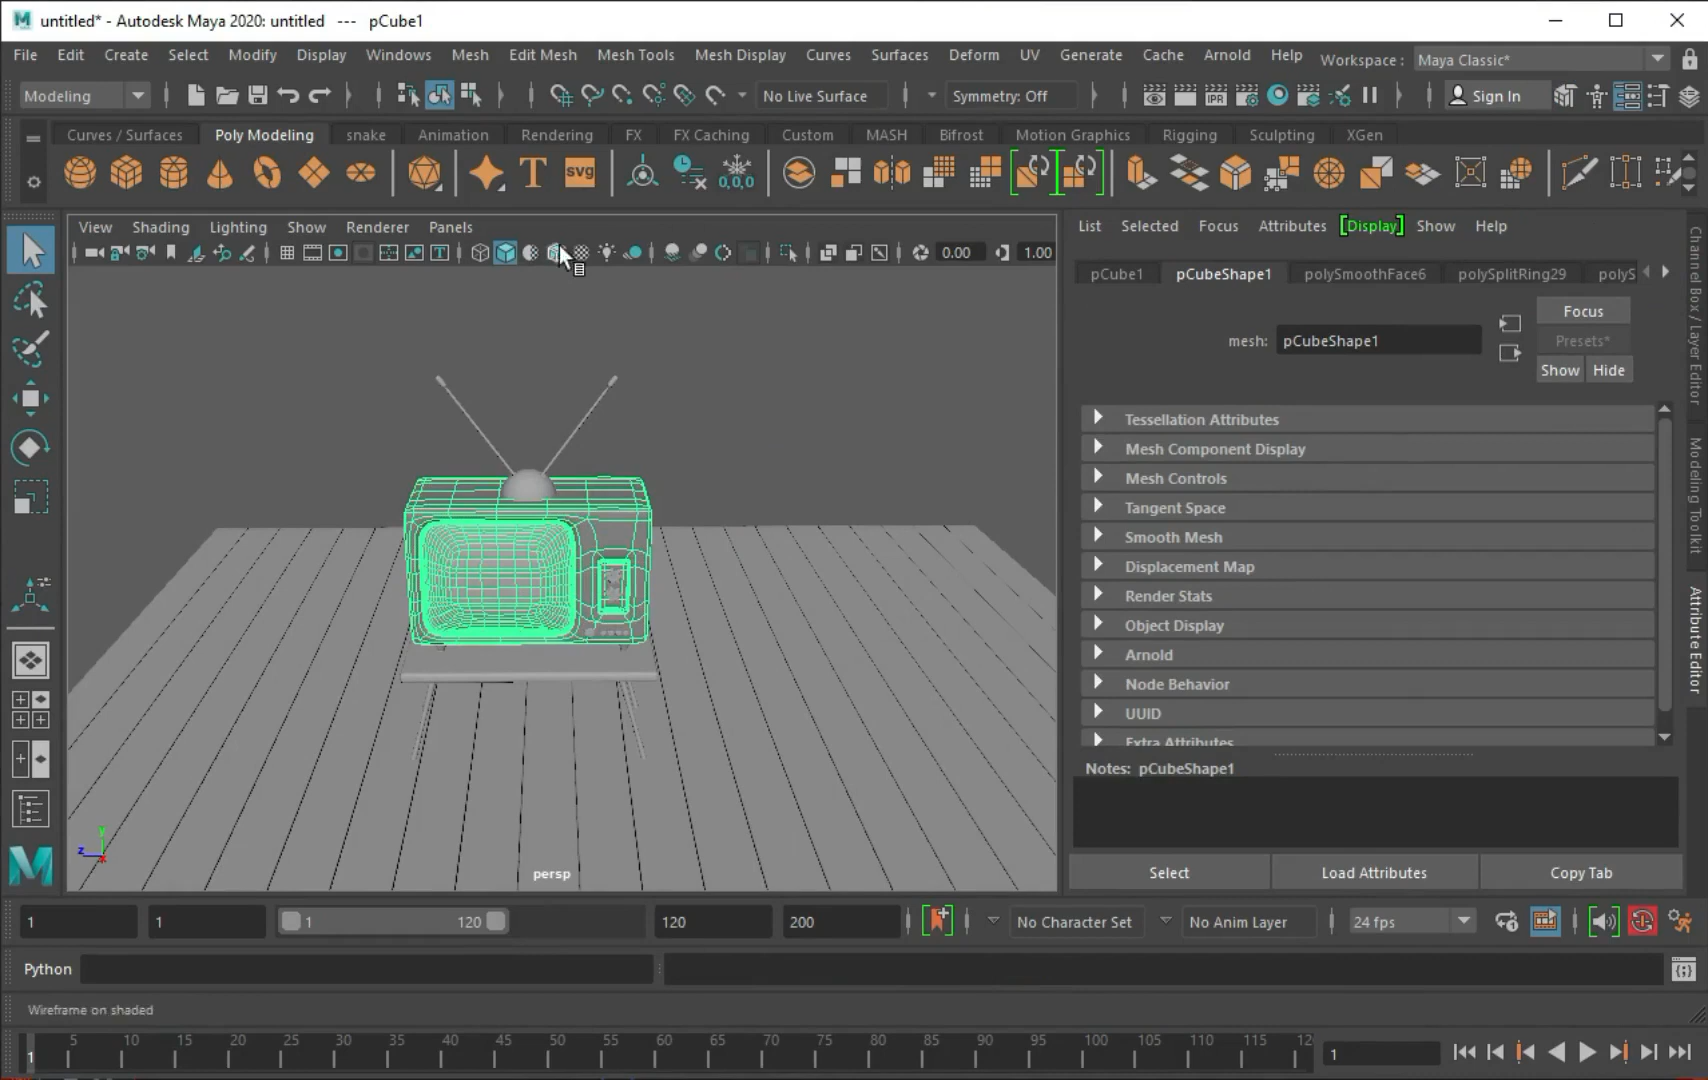 untitled* - Autodesk Maya 2020: untitled --- pCube1
File Edit Create Select Modify Display Windows Mesh Edit Mesh Mesh Tools Mesh Display Curves Surfaces Deform UV Generate Cache Arnold Help Workspace : Maya Classic*
Modeling No Live Surface Symmetry: Off IPR Sign In
Curves / Surfaces Poly Modeling snake Animation Rendering FX FX Caching Custom MASH Bifrost Motion Graphics Rigging Sculpting XGen
T SVG 0,0,0
View Shading Lighting Show Renderer Panels
0.00 1.00
List Selected Focus Attributes [Display] Show Help
pCube1 pCubeShape1 polySmoothFace6 polySplitRing29 polyS
mesh: pCubeShape1
Focus
Presets*
Show Hide
Tessellation Attributes
Mesh Component Display
Mesh Controls
Tangent Space
Smooth Mesh
Displacement Map
Render Stats
Object Display
Arnold
Node Behavior
UUID
Extra Attributes
Notes: pCubeShape1
Select Load Attributes Copy Tab
Channel Box / Layer Editor
Modeling Toolkit
Attribute Editor
y
z x
persp
1 1 1 120 120 200 No Character Set No Anim Layer 24 fps
Python
Wireframe on shaded
5 10 15 20 25 30 35 40 45 50 55 60 65 70 75 80 85 90 95 100 105 110 115 12
1 1